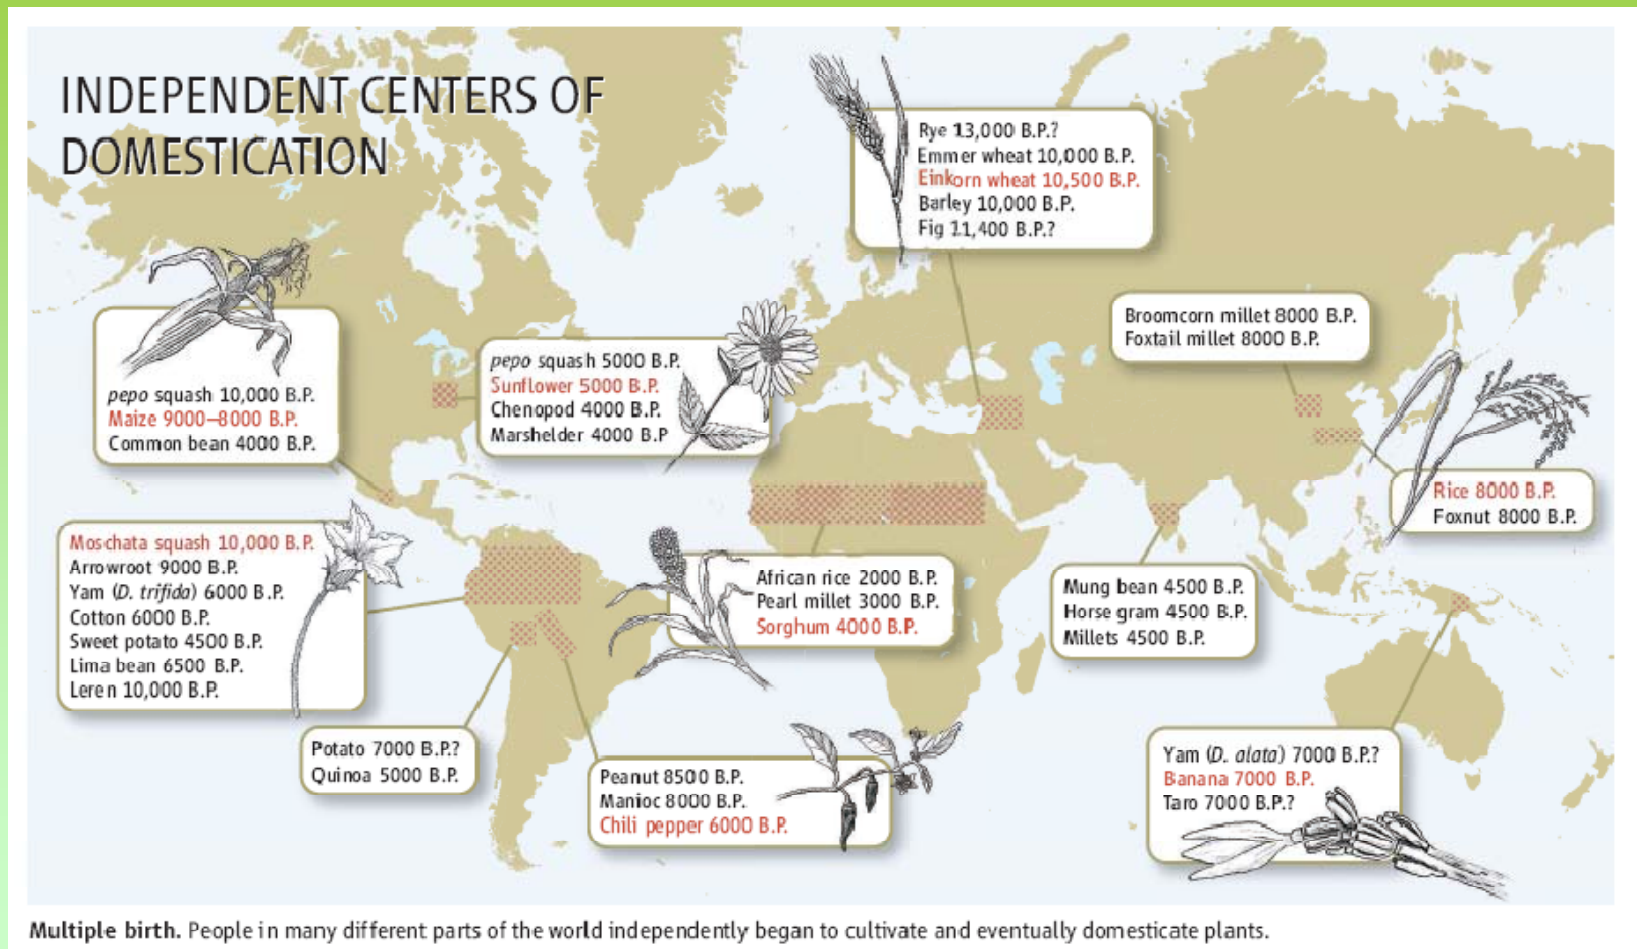 INDEPENDENT CENTERS OF
DOMESTICATION
Rye 13,000 B.P.?
Emmer wheat 10,000 B.P.
Einkorn wheat 10,500 B.P.
Barley 10,000 B.P.
Fig 11,400 B.P.?
Broomcorn millet 8000 B.P.
Foxtail millet 8000 B.P.
pepo squash 10,000 B.P.
Maize 9000–8000 B.P.
Common bean 4000 B.P.
pepo squash 5000 B.P.
Sunflower 5000 B.P.
Chenopod 4000 B.P.
Marshelder 4000 B.P
Rice 8000 B.P.
Foxnut 8000 B.P.
Moschata squash 10,000 B.P.
Arrowroot 9000 B.P.
Yam (D. trifida) 6000 B.P.
Cotton 6000 B.P.
Sweet potato 4500 B.P.
Lima bean 6500 B.P.
Leren 10,000 B.P.
African rice 2000 B.P.
Pearl millet 3000 B.P.
Sorghum 4000 B.P.
Mung bean 4500 B.P.
Horse gram 4500 B.P.
Millets 4500 B.P.
Potato 7000 B.P.?
Quinoa 5000 B.P.
Peanut 8500 B.P.
Manioc 8000 B.P.
Chili pepper 6000 B.P.
Yam (D. alata) 7000 B.P.?
Banana 7000 B.P.
Taro 7000 B.P.?
Multiple birth. People in many different parts of the world independently began to cultivate and eventually domesticate plants.